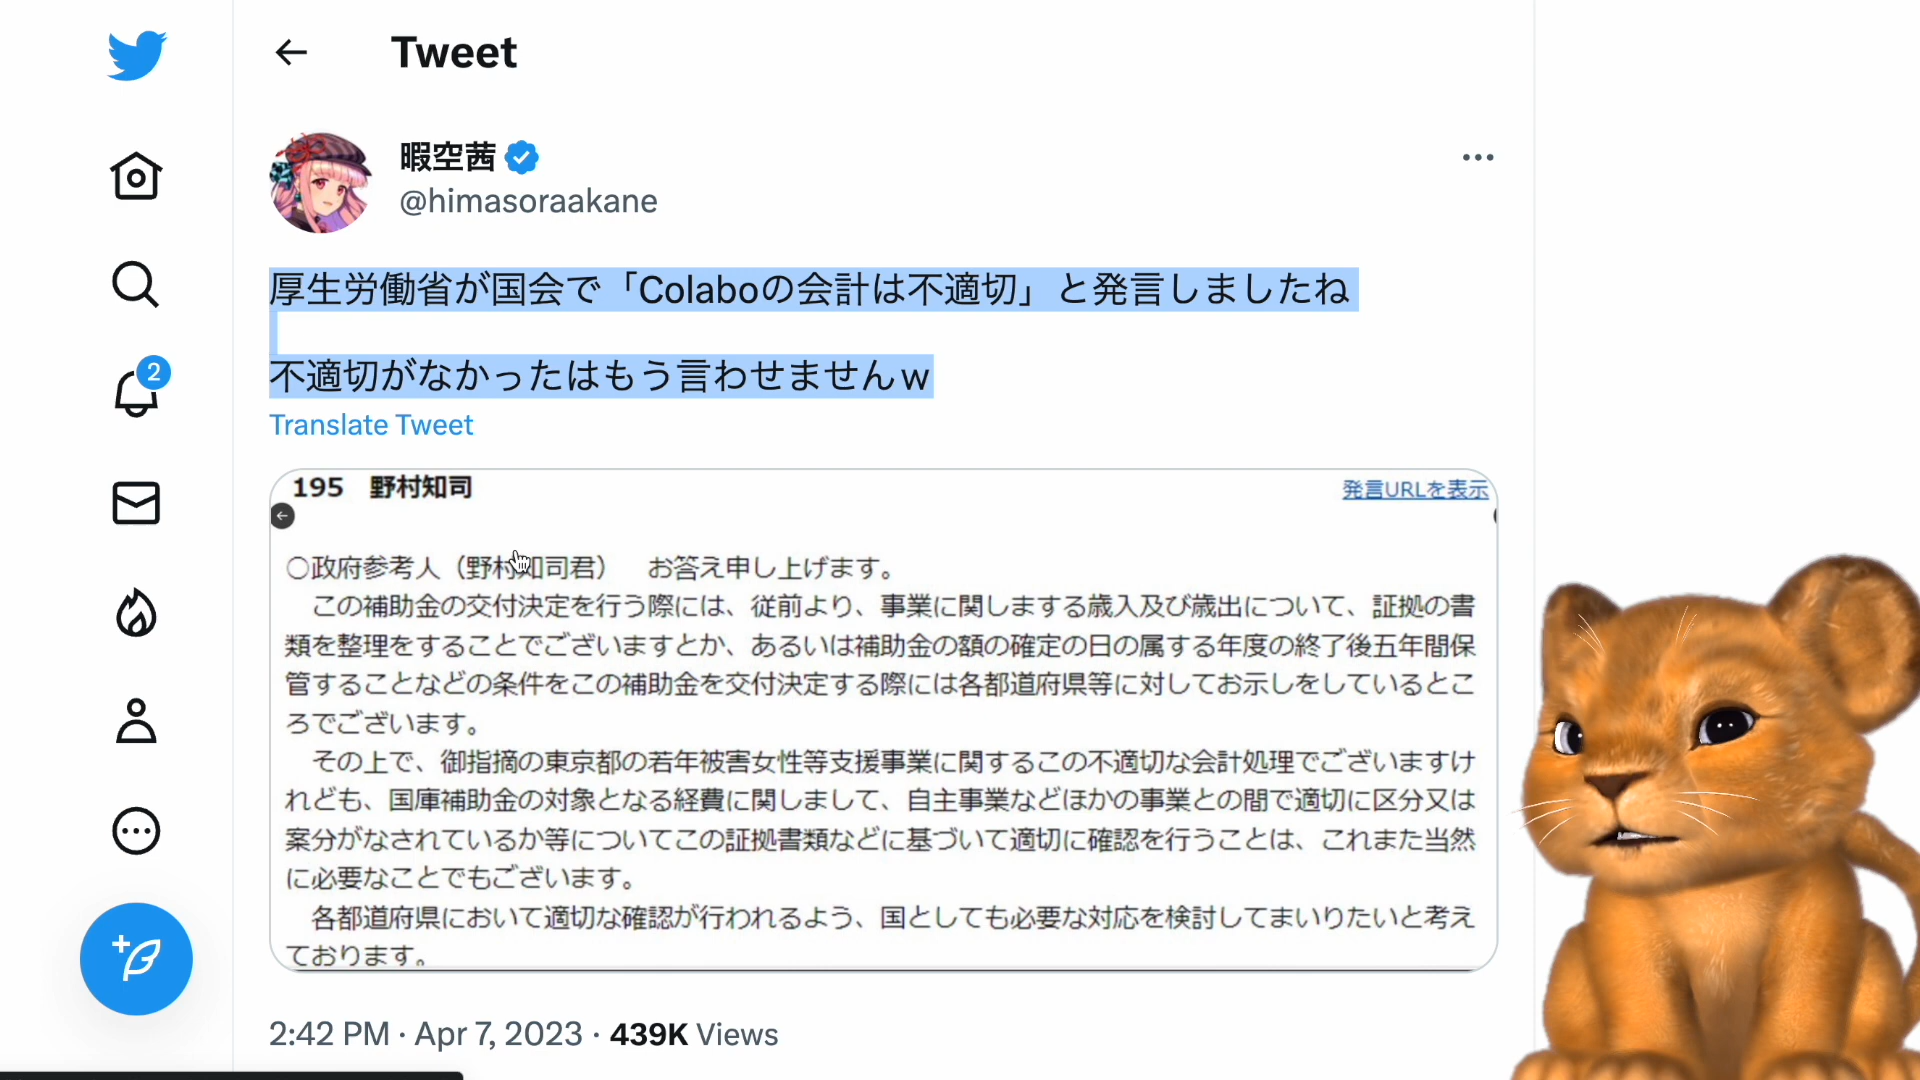 Tweet
暇空茜
@himasoraakane
厚生労働省が国会で「Colaboの会計は不適切」と発言しましたね
不適切がなかったはもう言わせませんw
Translate Tweet
195 野村知司
発言URLを表示
○政府参考人（野村知司君） お答え申し上げます。
この補助金の交付決定を行う際には、従前より、事業に関しまする歳入及び歳出について、証拠の書
類を整理をすることでございますとか、あるいは補助金の額の確定の日の属する年度の終了後五年間保
管することなどの条件をこの補助金を交付決定する際には各都道府県等に対してお示しをしているとこ
ろでございます。
その上で、御指摘の東京都の若年被害女性等支援事業に関するこの不適切な会計処理でございますけ
れども、国庫補助金の対象となる経費に関しまして、自主事業などほかの事業との間で適切に区分又は
案分がなされているか等についてこの証拠書類などに基づいて適切に確認を行うことは、これまた当然
に必要なことでもございます。
各都道府県において適切な確認が行われるよう、国としても必要な対応を検討してまいりたいと考え
ております。
2:42 PM · Apr 7, 2023 · 439K Views
2